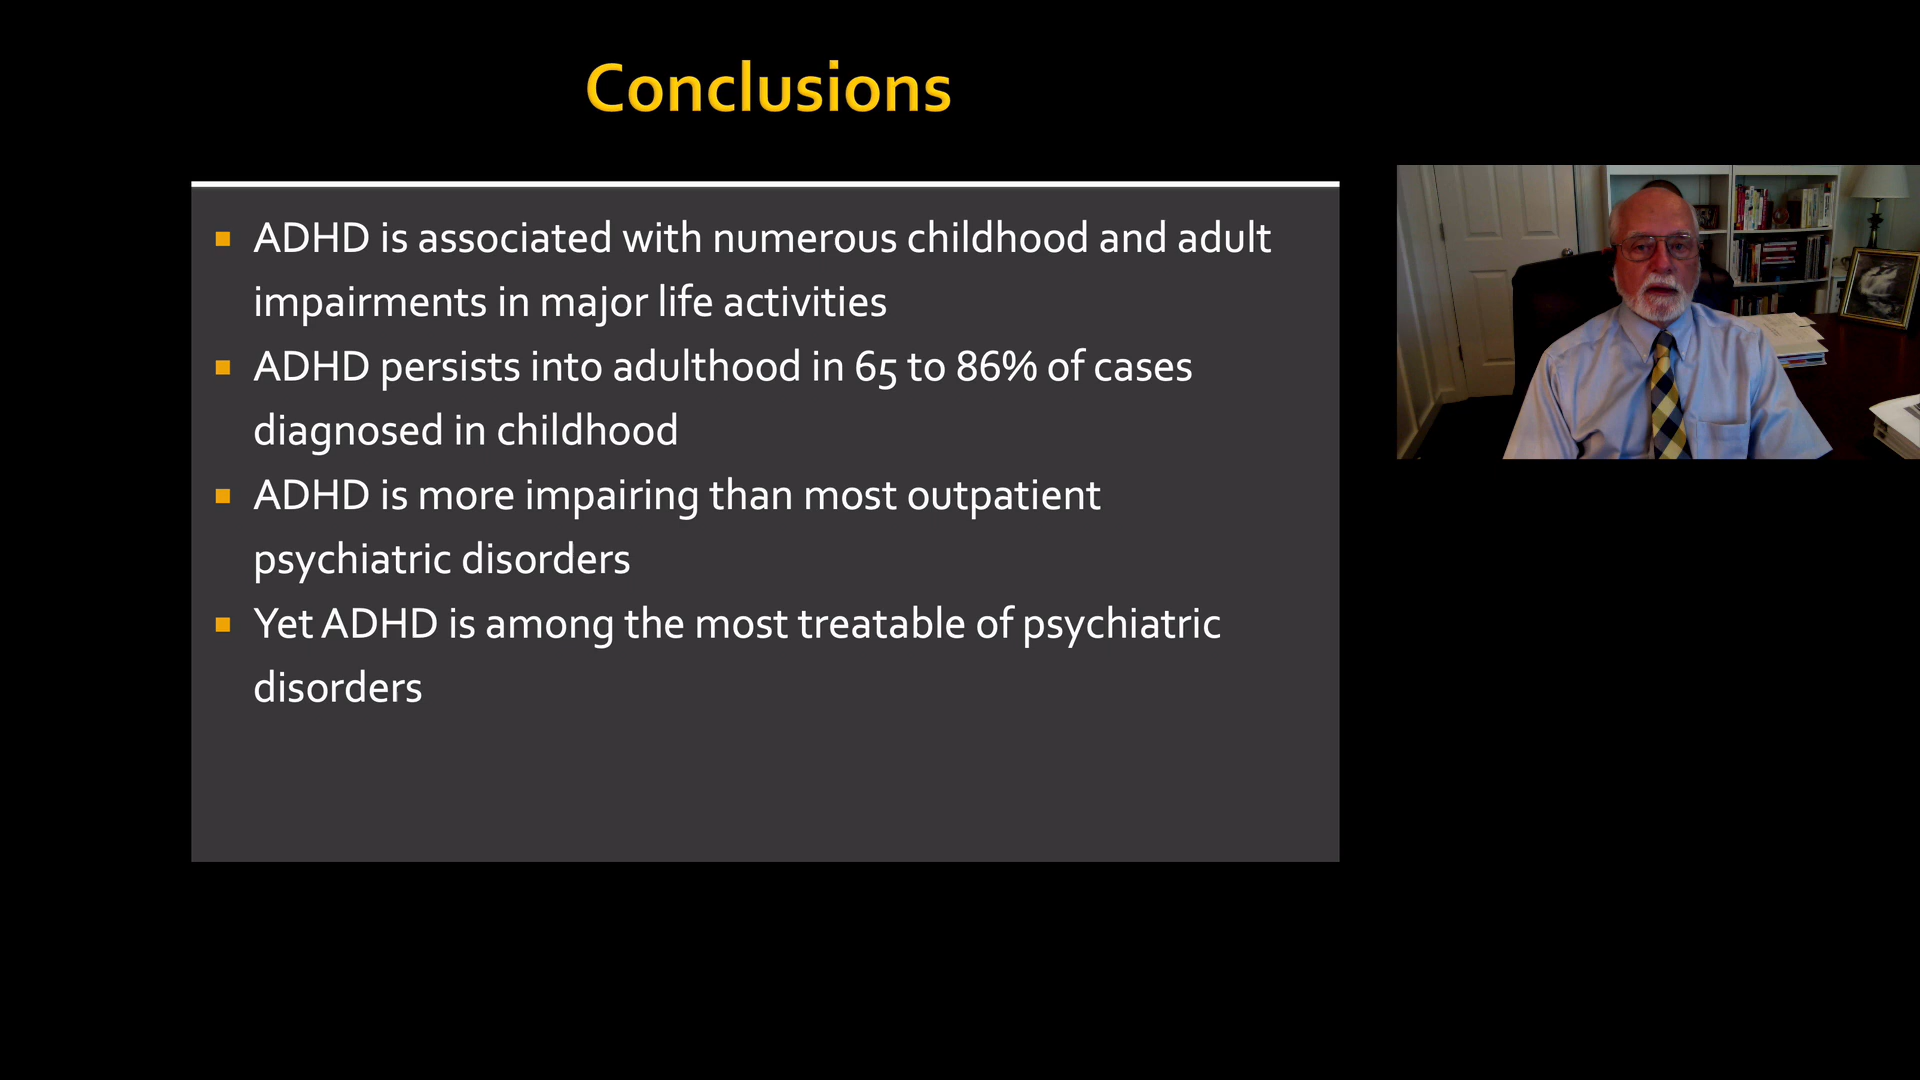 Conclusions
ADHD is associated with numerous childhood and adult
impairments in major life activities
ADHD persists into adulthood in 65 to 86% of cases
diagnosed in childhood
ADHD is more impairing than most outpatient
psychiatric disorders
Yet ADHD is among the most treatable of psychiatric
disorders